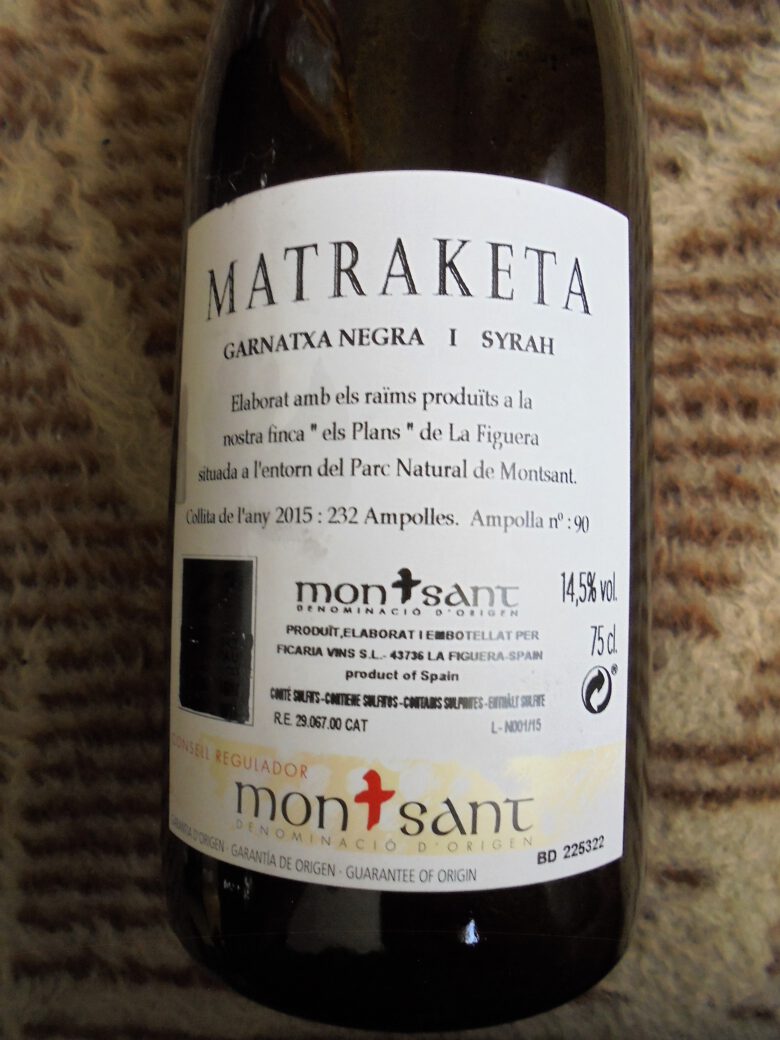 MATRAKETA
GARNATXA NEGRA I SYRAH
Elaborat amb els raïms produïts a la
nostra finca " els Plans " de La Figuera
situada a l'entorn del Parc Natural de Montsant.
Collita de l'any 2015 : 232 Ampolles. Ampolla nº : 90
montsant
DENOMINACIÓ D'ORIGEN
14,5% vol.
PRODUÏT,ELABORAT I EMBOTELLAT PER
FICARIA VINS S.L.- 43736 LA FIGUERA-SPAIN
75 cl.
product of Spain
CONTÉ SULFITS-CONTIENE SULFITOS-CONTAINS SULPHITES-ENTHÄLT SULFITE
R.E. 29.067.00 CAT
L- N001/15
CONSELL REGULADOR
montsant
DENOMINACIÓ D'ORIGEN
GARANTIA D'ORIGEN · GARANTÍA DE ORIGEN · GUARANTEE OF ORIGIN
BD 225322